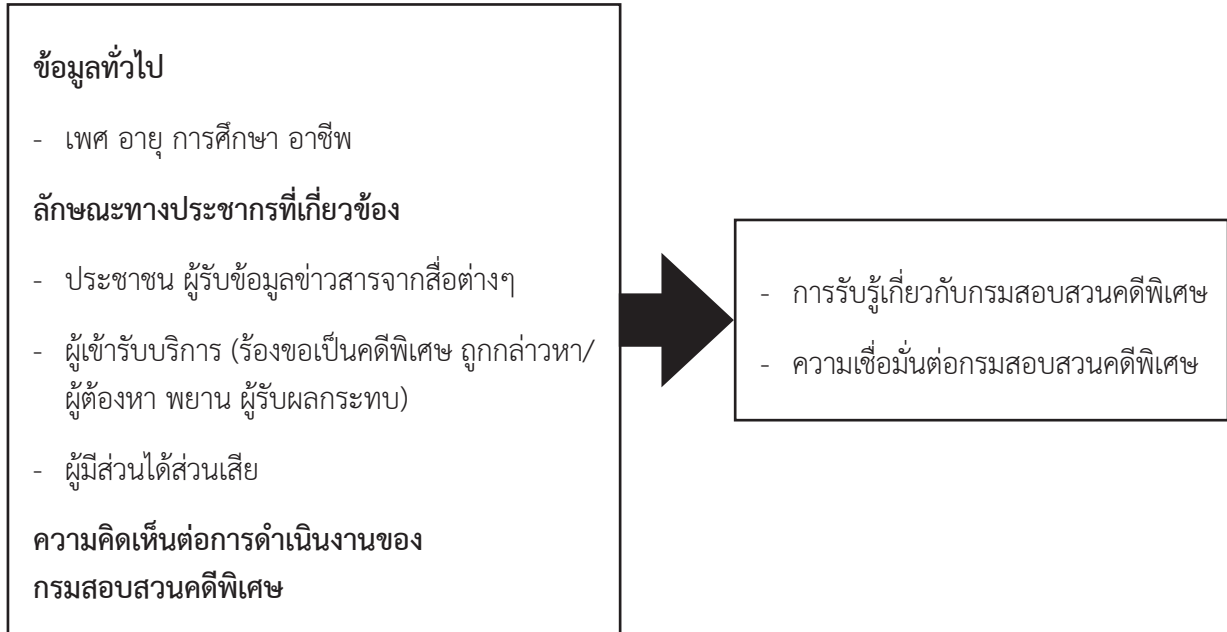 ข้อมูลทั่วไป
- เพศ อายุ การศึกษา อาชีพ
ลักษณะทางประชากรที่เกี่ยวข้อง
- ประชาชน ผู้รับข้อมูลข่าวสารจากสื่อต่างๆ
- ผู้เข้ารับบริการ (ร้องขอเป็นคดีพิเศษ ถูกกล่าวหา/
ผู้ต้องหา พยาน ผู้รับผลกระทบ)
- ผู้มีส่วนได้ส่วนเสีย
ความคิดเห็นต่อการดำเนินงานของ
กรมสอบสวนคดีพิเศษ
- การรับรู้เกี่ยวกับกรมสอบสวนคดีพิเศษ
- ความเชื่อมั่นต่อกรมสอบสวนคดีพิเศษ